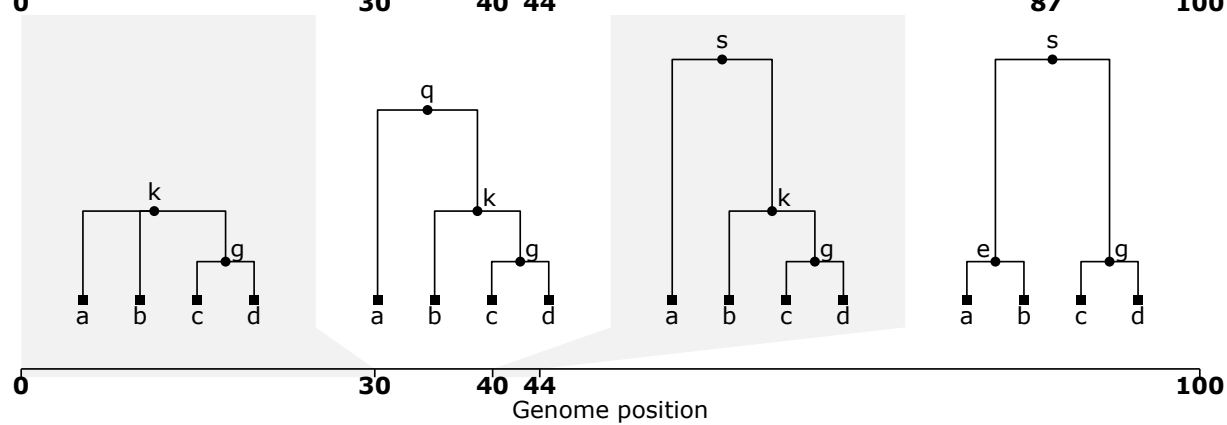 0 30 40 44 87 100
s s
q
k k k
g g g e g
a b c d a b c d a b c d a b c d
0 30 40 44 100
Genome position